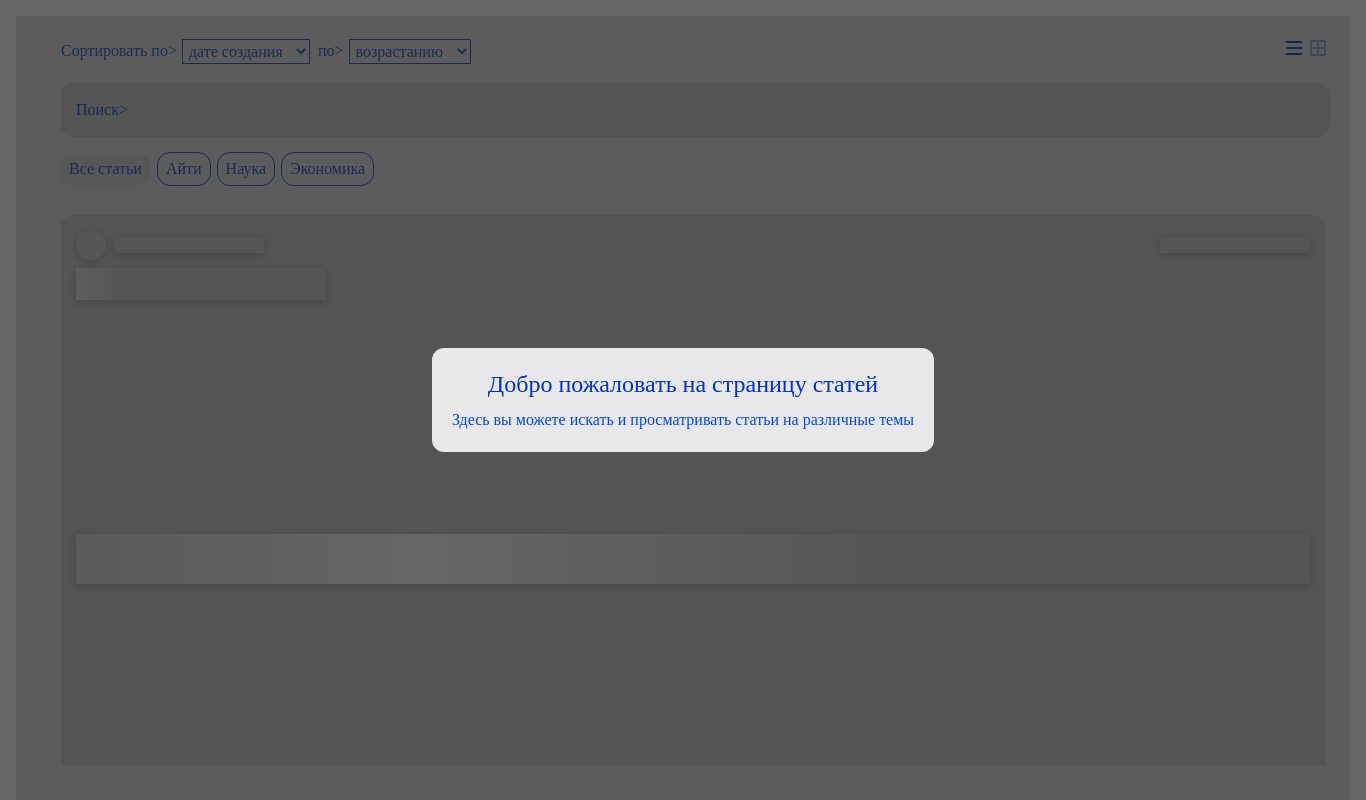 Сортировать по> дате создания по> возрастанию
Поиск>
Все статьи Айти Наука Экономика
Добро пожаловать на страницу статей
Здесь вы можете искать и просматривать статьи на различные темы